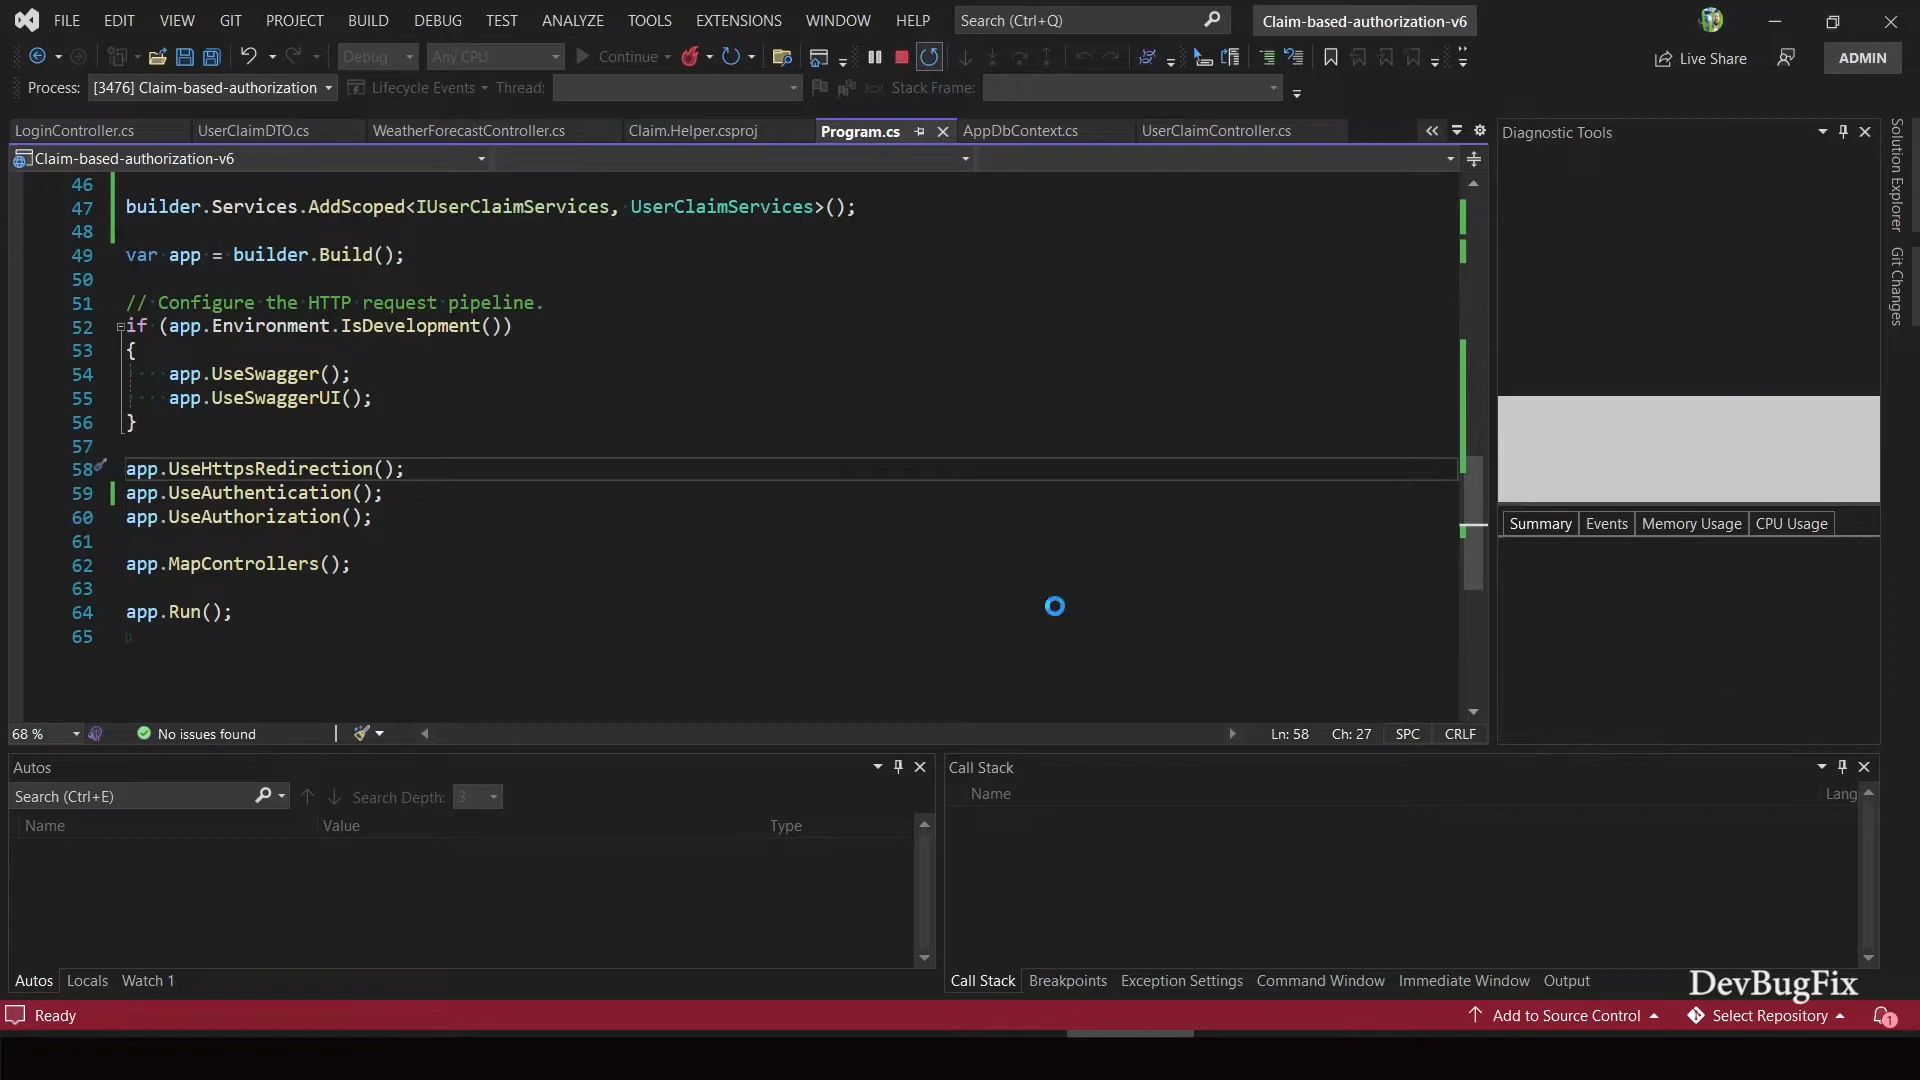 FILE EDIT VIEW GIT PROJECT BUILD DEBUG TEST ANALYZE TOOLS EXTENSIONS WINDOW HELP Search (Ctrl+Q) Claim-based-authorization-v6
Debug Any CPU Continue Live Share ADMIN
Process: [3476] Claim-based-authorization Lifecycle Events Thread: Stack Frame:
LoginController.cs UserClaimDTO.cs WeatherForecastController.cs Claim.Helper.csproj Program.cs AppDbContext.cs UserClaimController.cs
Diagnostic Tools
Solution Explorer
Git Changes
Claim-based-authorization-v6
46
47 builder.Services.AddScoped<IUserClaimServices, UserClaimServices>();
48
49 var app = builder.Build();
50
51 // Configure the HTTP request pipeline.
52 if (app.Environment.IsDevelopment())
53 {
54 app.UseSwagger();
55 app.UseSwaggerUI();
56 }
57
58 app.UseHttpsRedirection();
59 app.UseAuthentication();
60 app.UseAuthorization();
61
62 app.MapControllers();
63
64 app.Run();
65
Summary Events Memory Usage CPU Usage
68 % No issues found Ln: 58 Ch: 27 SPC CRLF
Autos
Search (Ctrl+E) Search Depth: 3
Name Value Type
Autos Locals Watch 1
Call Stack
Name Lang
Call Stack Breakpoints Exception Settings Command Window Immediate Window Output
DevBugFix
Ready Add to Source Control Select Repository 1